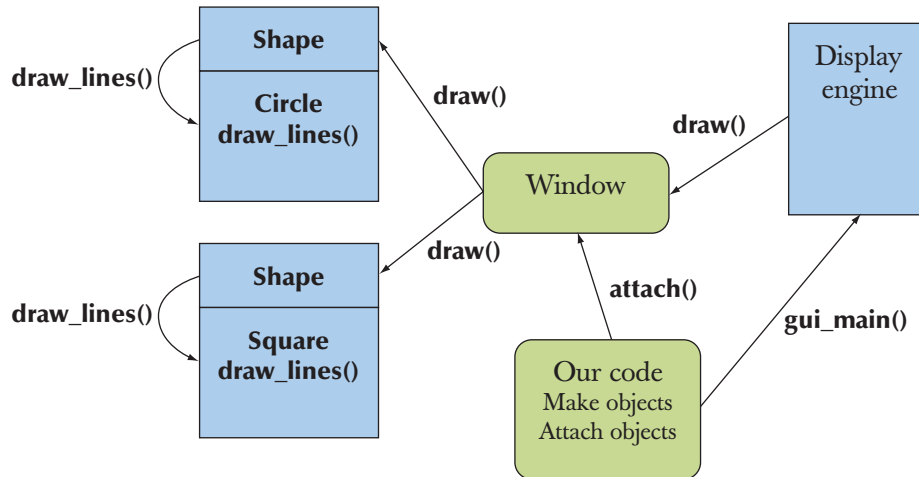 Shape
draw_lines()
Circle
draw_lines()
draw()
Display
engine
draw()
Window
draw()
Shape
draw_lines()
Square
draw_lines()
attach()
gui_main()
Our code
Make objects
Attach objects